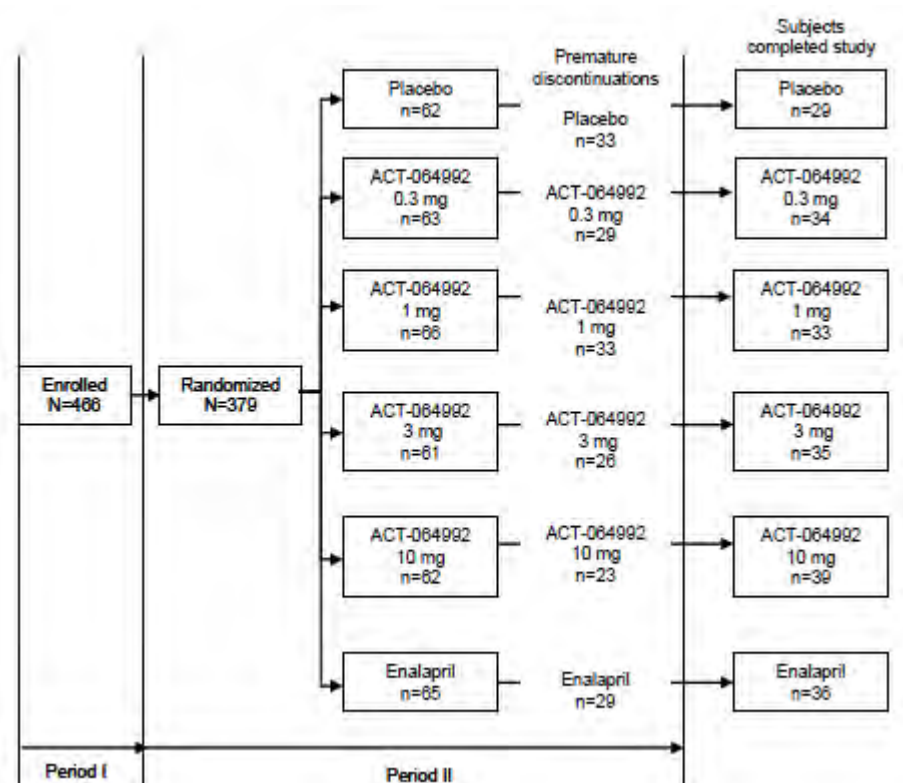 Subjects
completed study
Premature
discontinuations
Placebo
n=62
Placebo
n=33
Placebo
n=29
ACT-064992
0.3 mg
n=63
ACT-064992
0.3 mg
n=29
ACT-064992
0.3 mg
n=34
ACT-064992
1 mg
n=66
ACT-064992
1 mg
n=33
ACT-064992
1 mg
n=33
Enrolled
N=466
Randomized
N=379
ACT-064992
3 mg
n=61
ACT-064992
3 mg
n=26
ACT-064992
3 mg
n=35
ACT-064992
10 mg
n=62
ACT-064992
10 mg
n=23
ACT-064992
10 mg
n=39
Enalapril
n=65
Enalapril
n=29
Enalapril
n=36
Period I
Period II